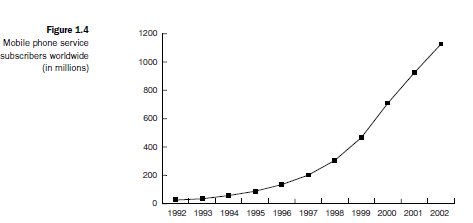 Figure 1.4
Mobile phone service
subscribers worldwide
(in millions)
1200
1000
800
600
400
200
0
1992 1993 1994 1995 1996 1997 1998 1999 2000 2001 2002